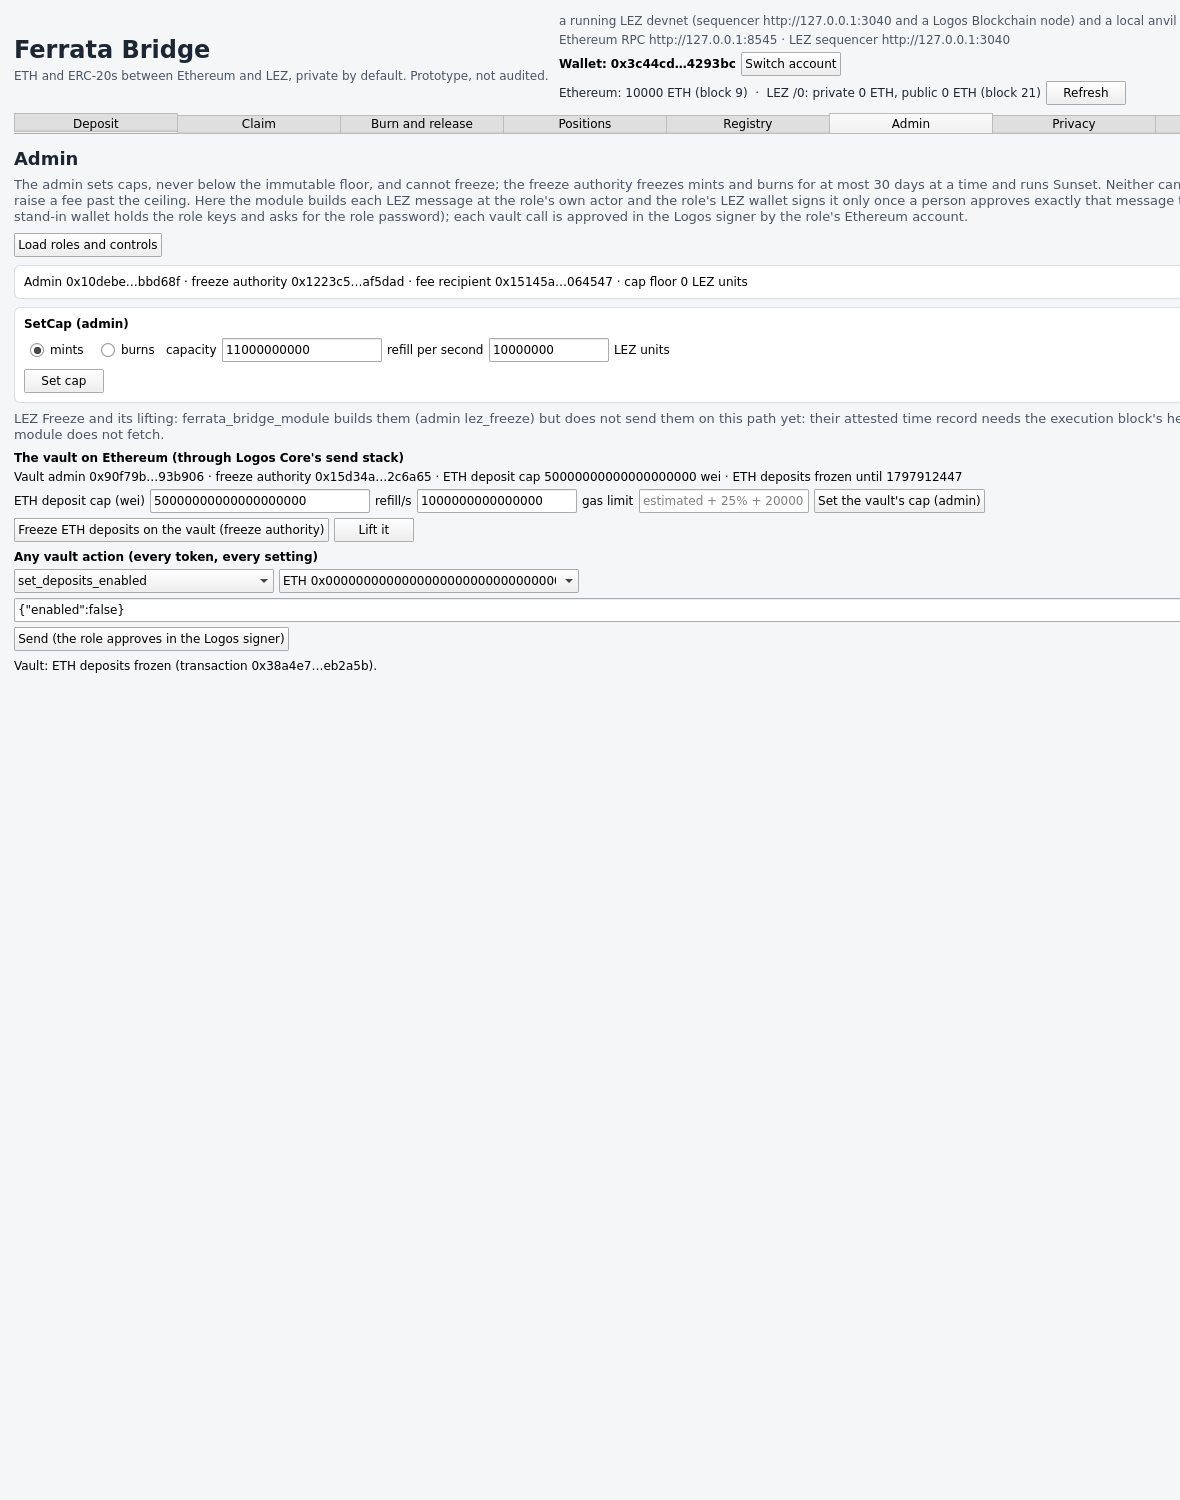 a running LEZ devnet (sequencer http://127.0.0.1:3040 and a Logos Blockchain node) and a local anvil
Ferrata Bridge
Ethereum RPC http://127.0.0.1:8545 · LEZ sequencer http://127.0.0.1:3040
Wallet: 0x3c44cd…4293bc Switch account
ETH and ERC-20s between Ethereum and LEZ, private by default. Prototype, not audited.
Ethereum: 10000 ETH (block 9) · LEZ /0: private 0 ETH, public 0 ETH (block 21) Refresh
Deposit Claim Burn and release Positions Registry Admin Privacy
Admin
The admin sets caps, never below the immutable floor, and cannot freeze; the freeze authority freezes mints and burns for at most 30 days at a time and runs Sunset. Neither can
raise a fee past the ceiling. Here the module builds each LEZ message at the role's own actor and the role's LEZ wallet signs it only once a person approves exactly that message
stand-in wallet holds the role keys and asks for the role password); each vault call is approved in the Logos signer by the role's Ethereum account.
Load roles and controls
Admin 0x10debe…bbd68f · freeze authority 0x1223c5…af5dad · fee recipient 0x15145a…064547 · cap floor 0 LEZ units
SetCap (admin)
mints burns capacity 11000000000 refill per second 10000000 LEZ units
Set cap
LEZ Freeze and its lifting: ferrata_bridge_module builds them (admin lez_freeze) but does not send them on this path yet: their attested time record needs the execution block's he
module does not fetch.
The vault on Ethereum (through Logos Core's send stack)
Vault admin 0x90f79b…93b906 · freeze authority 0x15d34a…2c6a65 · ETH deposit cap 50000000000000000000 wei · ETH deposits frozen until 1797912447
ETH deposit cap (wei) 50000000000000000000 refill/s 1000000000000000 gas limit estimated + 25% + 20000 Set the vault's cap (admin)
Freeze ETH deposits on the vault (freeze authority) Lift it
Any vault action (every token, every setting)
set_deposits_enabled ETH 0x000000000000000000000000000000
{"enabled":false}
Send (the role approves in the Logos signer)
Vault: ETH deposits frozen (transaction 0x38a4e7…eb2a5b).